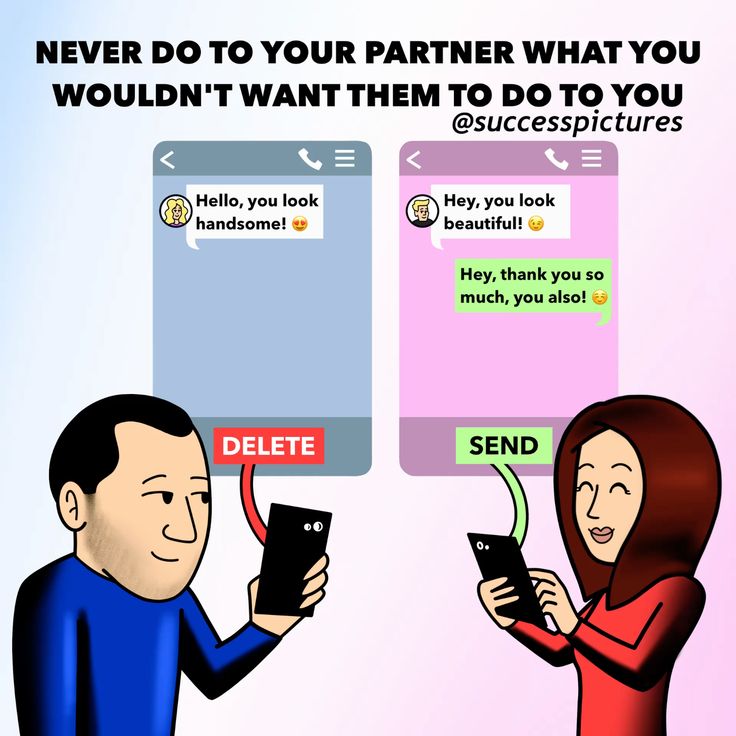 NEVER DO TO YOUR PARTNER WHAT YOU
WOULDN'T WANT THEM TO DO TO YOU
@successpictures
Hello, you look
handsome! 😍
Hey, you look
beautiful! 😉
Hey, thank you so
much, you also! ☺️
DELETE
SEND